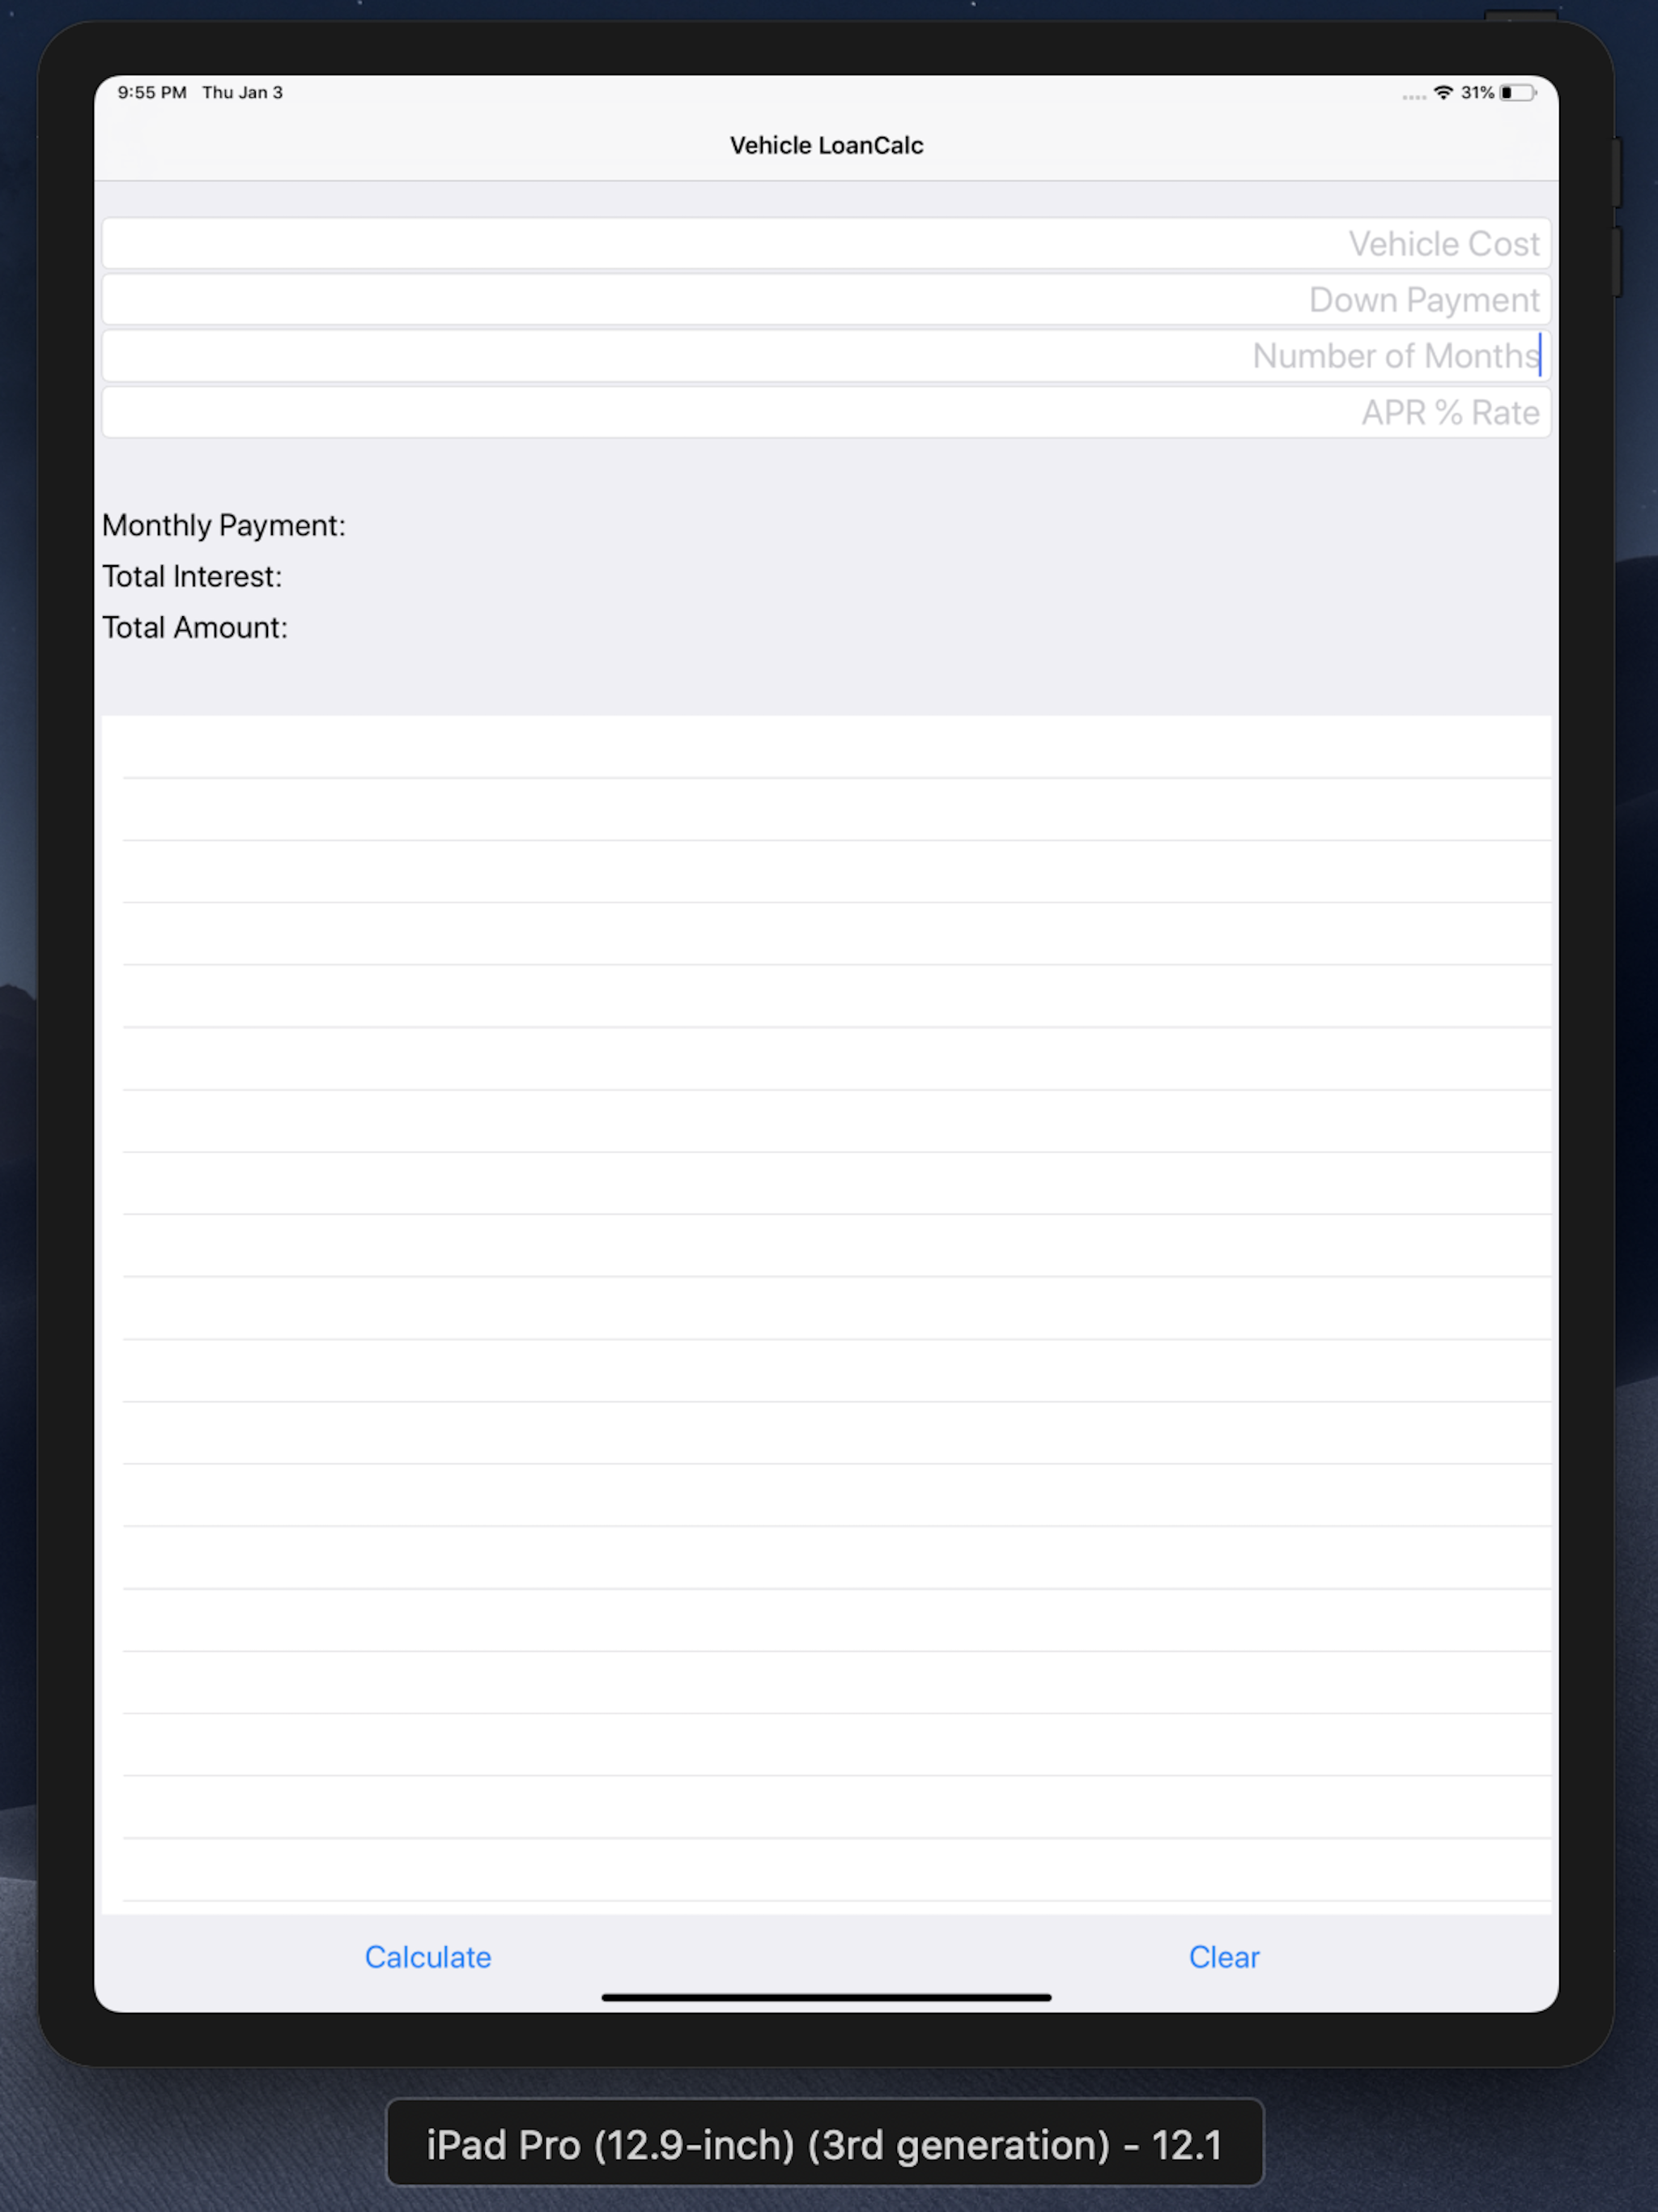 9:55 PM Thu Jan 3 31%
Vehicle LoanCalc
Vehicle Cost
Down Payment
Number of Months
APR % Rate
Monthly Payment:
Total Interest:
Total Amount:
Calculate Clear
iPad Pro (12.9-inch) (3rd generation) - 12.1